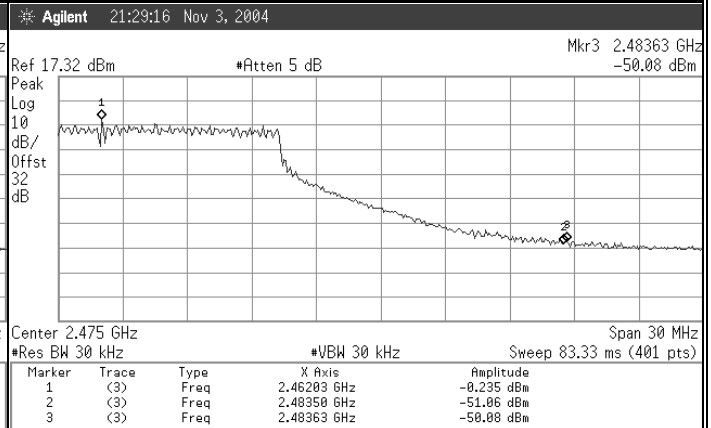 Agilent 21:29:16 Nov 3, 2004
Mkr3 2.48363 GHz
Ref 17.32 dBm #Atten 5 dB -50.08 dBm
Peak
Log
10
dB/
Offst
32
dB
1
2
3
Center 2.475 GHz Span 30 MHz
#Res BW 30 kHz #VBW 30 kHz Sweep 83.33 ms (401 pts)
Marker Trace Type X Axis Amplitude
1 (3) Freq 2.46203 GHz -0.235 dBm
2 (3) Freq 2.48350 GHz -51.06 dBm
3 (3) Freq 2.48363 GHz -50.08 dBm